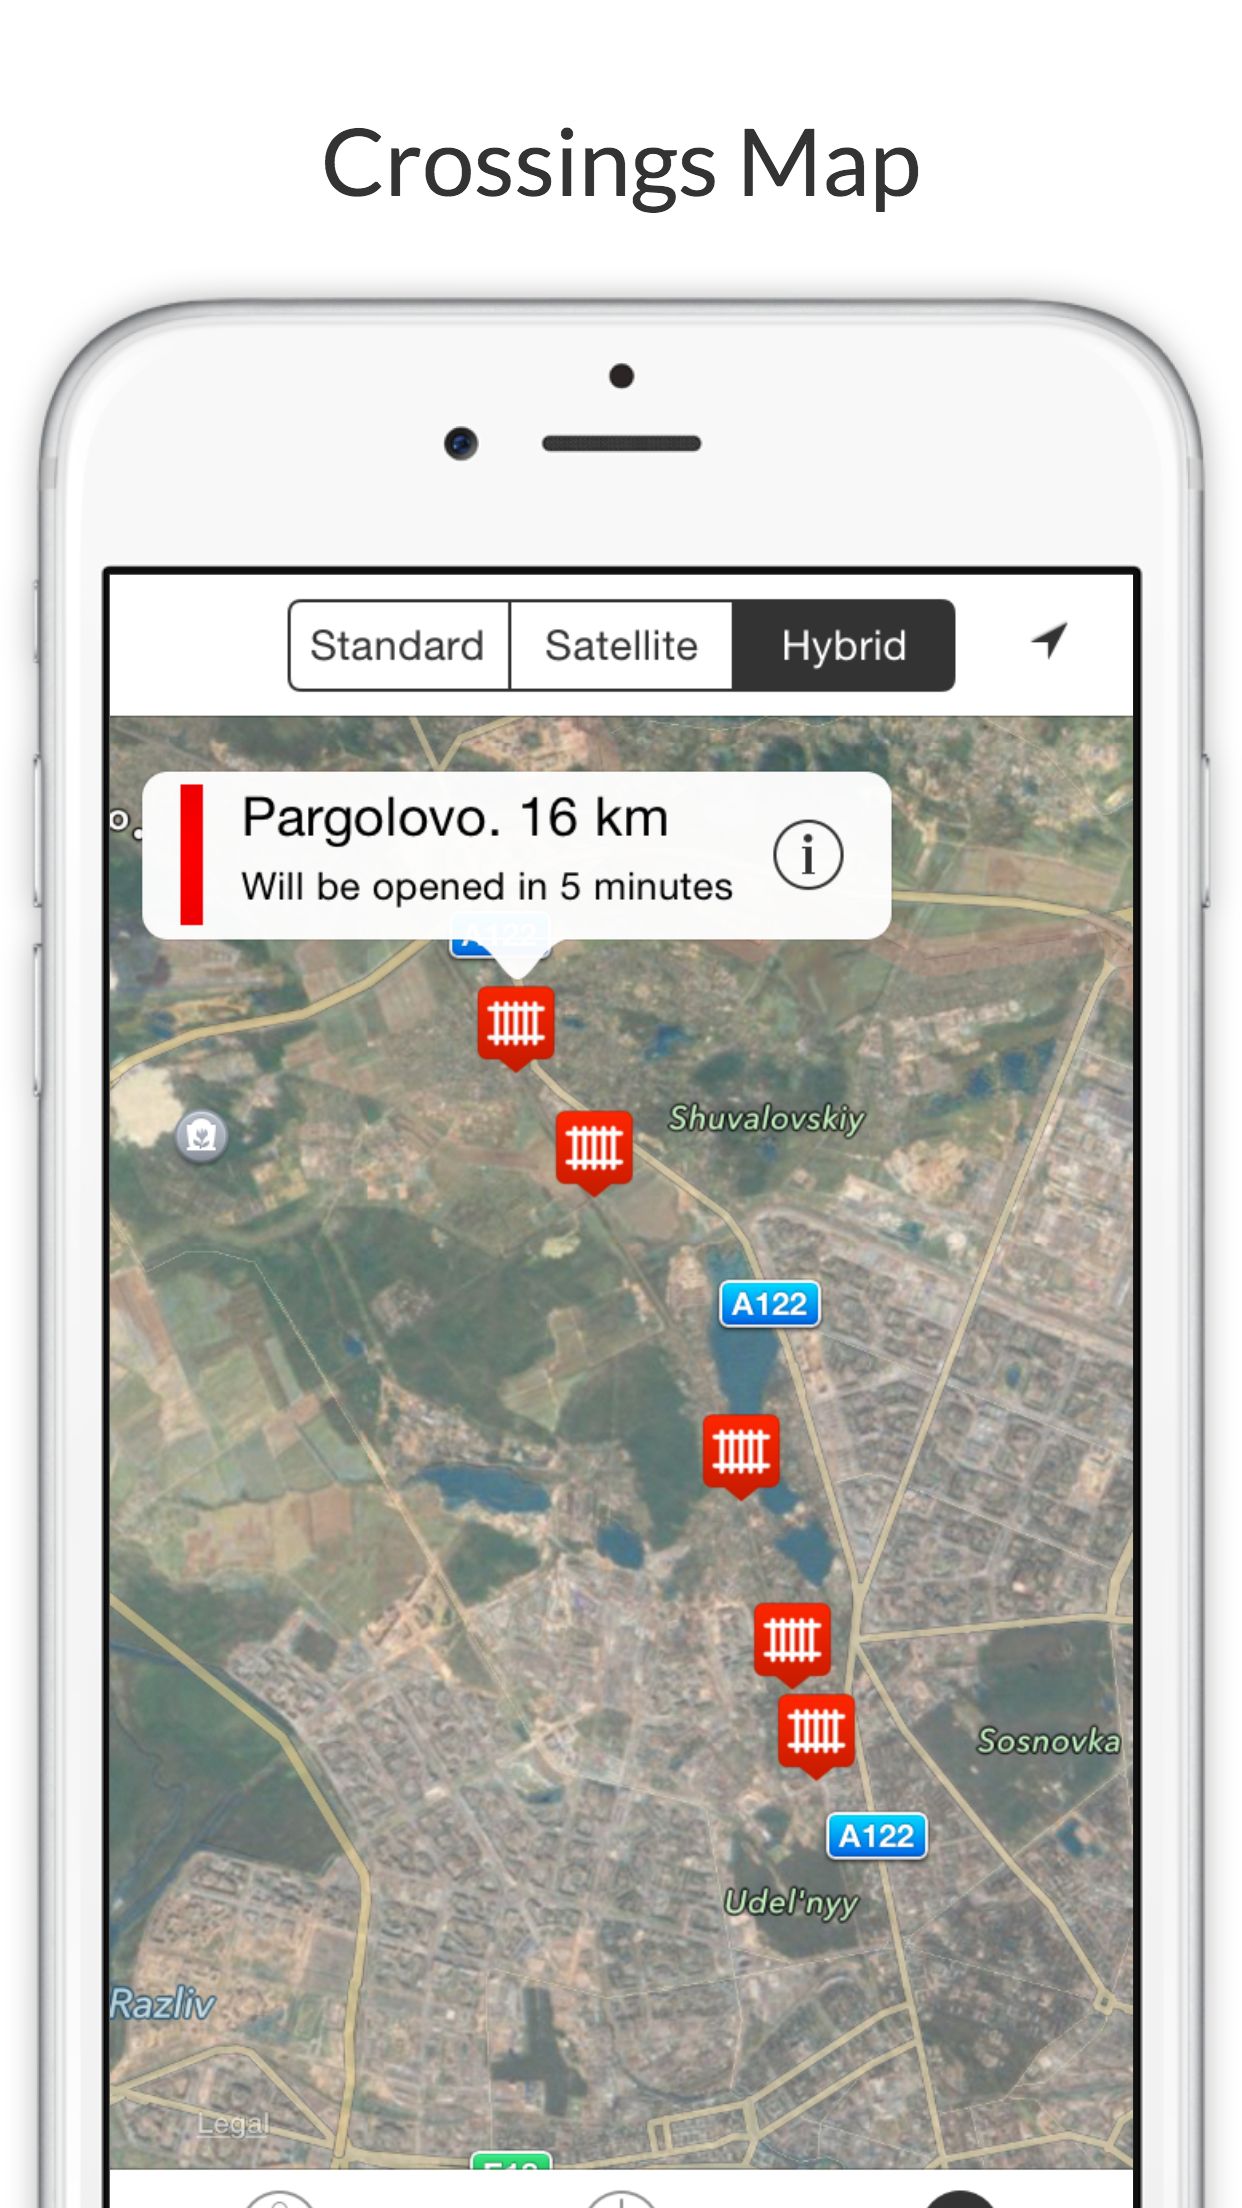 Crossings Map
Standard
Satellite
Hybrid
Pargolovo. 16 km
Will be opened in 5 minutes
A122
Shuvalovskiy
A122
Sosnovka
A122
Udel'nyy
Razliv
Legal